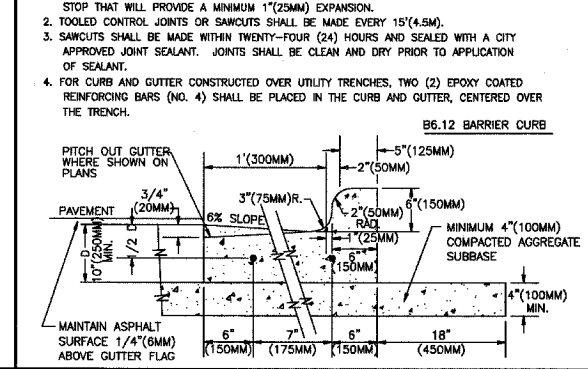 STOP THAT WILL PROVIDE A MINIMUM 1"(25MM) EXPANSION.
2. TOOLED CONTROL JOINTS OR SAWCUTS SHALL BE MADE EVERY 15'(4.5M).
3. SAWCUTS SHALL BE MADE WITHIN TWENTY-FOUR (24) HOURS AND SEALED WITH A CITY
APPROVED JOINT SEALANT. JOINTS SHALL BE CLEAN AND DRY PRIOR TO APPLICATION
OF SEALANT.
4. FOR CURB AND GUTTER CONSTRUCTED OVER UTILITY TRENCHES, TWO (2) EPOXY COATED
REINFORCING BARS (NO. 4) SHALL BE PLACED IN THE CURB AND GUTTER, CENTERED OVER
THE TRENCH.
B6.12 BARRIER CURB
PITCH OUT GUTTER
WHERE SHOWN ON
PLANS
1'(300MM)
5"(125MM)
2"(50MM)
3/4"
(20MM)
3"(75MM)R.
6"(150MM)
PAVEMENT
6% SLOPE
2"(50MM)
RAD
1"(25MM)
MINIMUM 4"(100MM)
COMPACTED AGGREGATE
SUBBASE
D
10"(250MM)
MIN.
1/2 D
6"
(150MM)
4"(100MM)
MIN.
MAINTAIN ASPHALT
SURFACE 1/4"(6MM)
ABOVE GUTTER FLAG
6"
(150MM)
7"
(175MM)
6"
(150MM)
18"
(450MM)